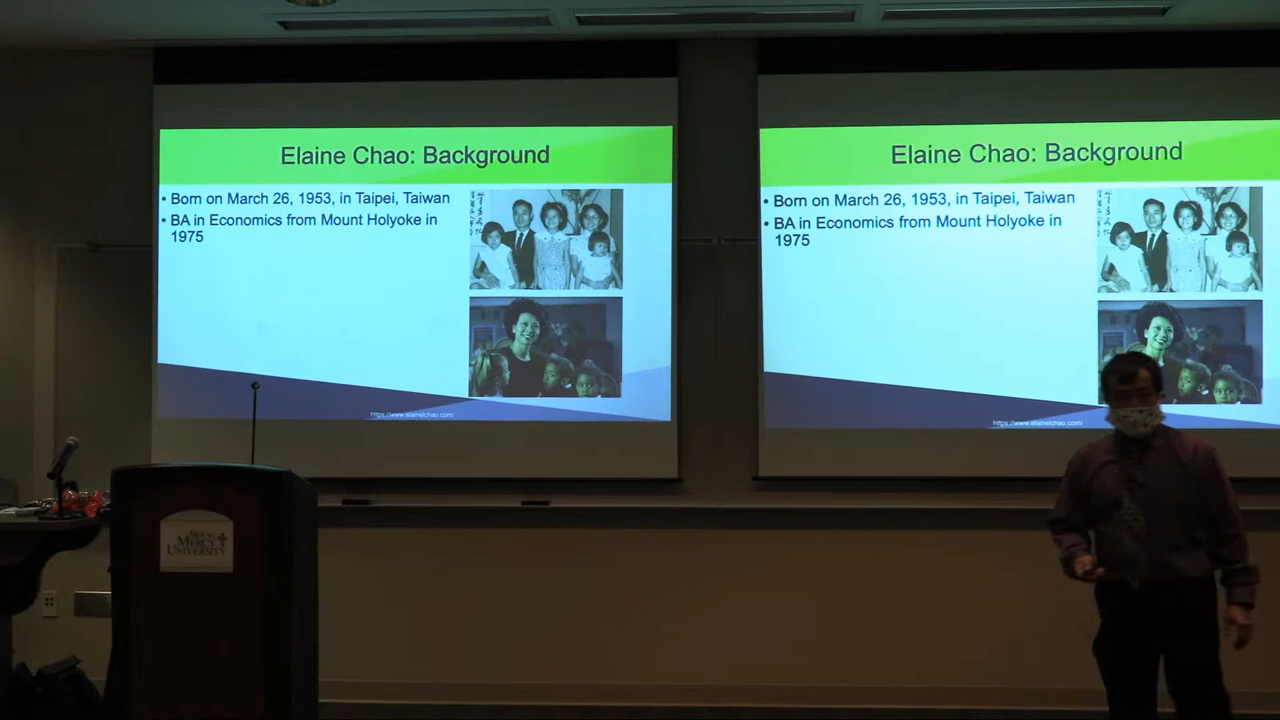 Elaine Chao: Background
• Born on March 26, 1953, in Taipei, Taiwan
• BA in Economics from Mount Holyoke in
1975
https://www.elainelchao.com/
Elaine Chao: Background
• Born on March 26, 1953, in Taipei, Taiwan
• BA in Economics from Mount Holyoke in
1975
https://www.elainelchao.com/
MOUNT
MERCY
UNIVERSITY